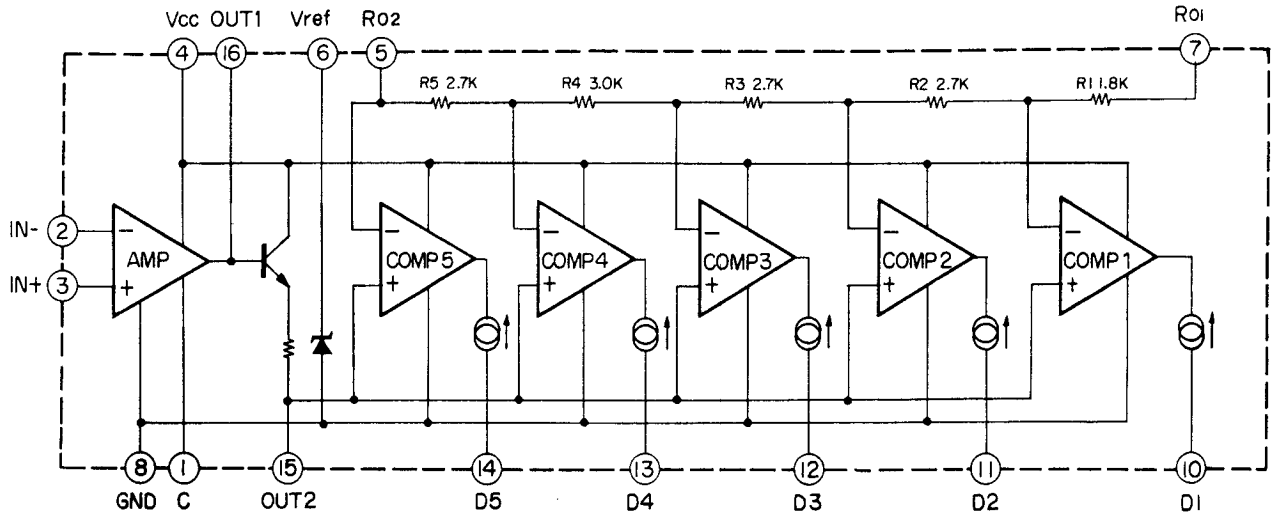 Vcc OUT1 Vref RO2 RO1
4 16 6 5 7
R5 2.7K R4 3.0K R3 2.7K R2 2.7K R1 1.8K
IN- 2 − AMP
IN+ 3 +
− COMP5 +
− COMP4 +
− COMP3 +
− COMP2 +
− COMP1 +
8 1 15 14 13 12 11 10
GND C OUT2 D5 D4 D3 D2 D1